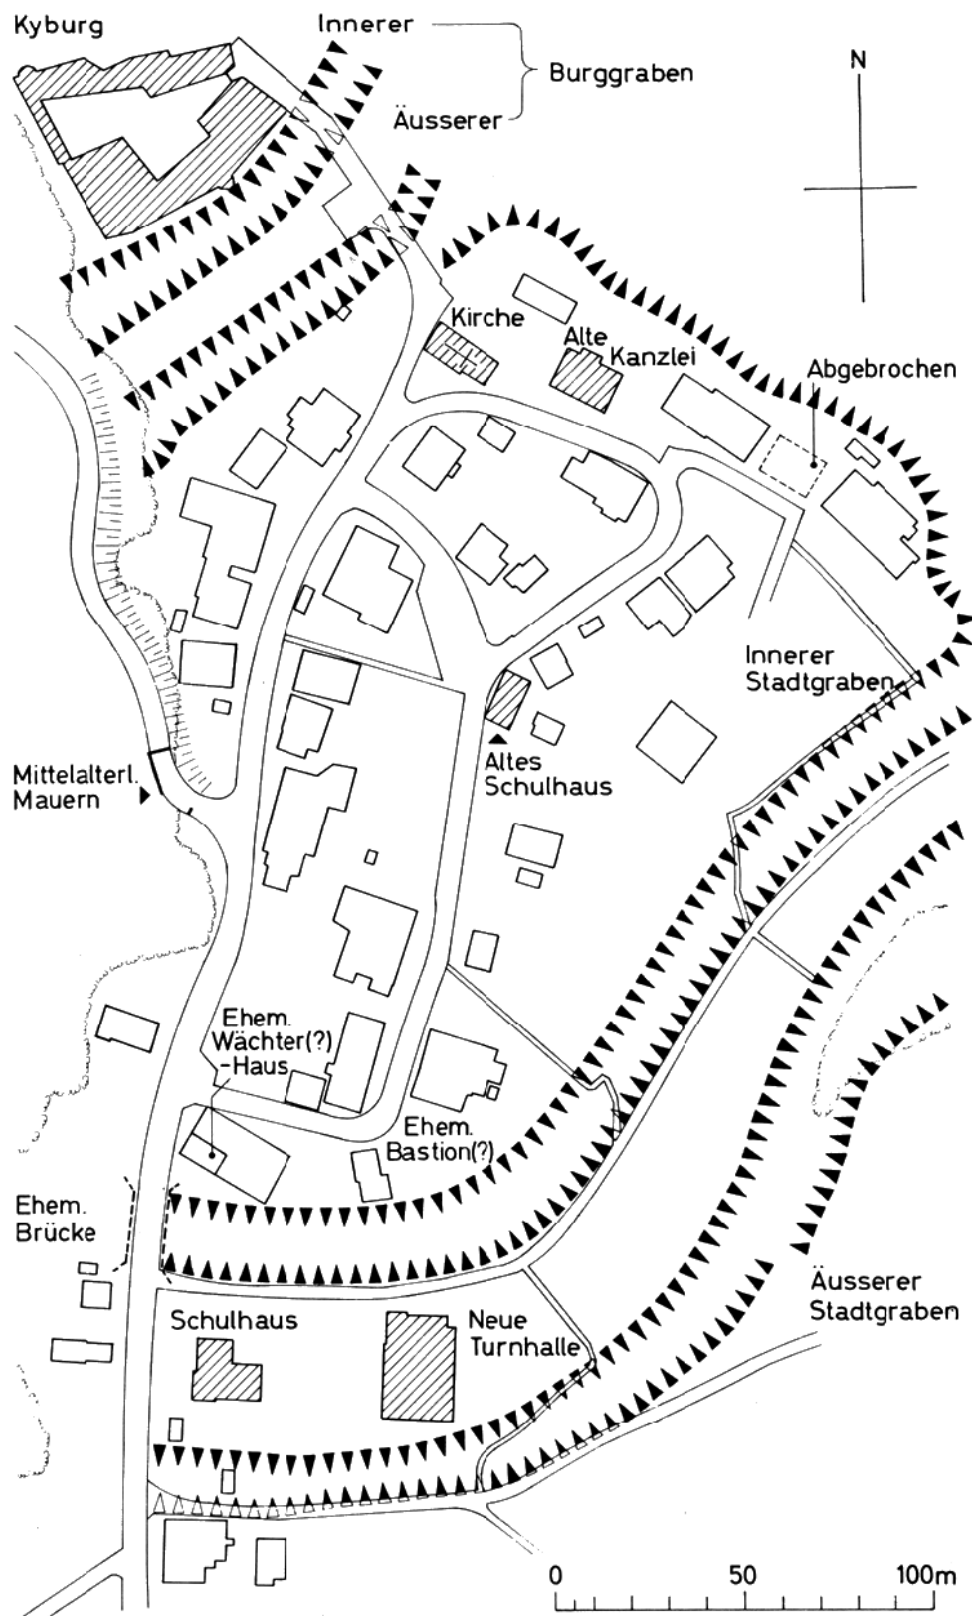 Kyburg
Innerer
Burggraben
Äusserer
N
Kirche
Alte
Kanzlei
Abgebrochen
Innerer
Stadtgraben
Altes
Schulhaus
Mittelalterl.
Mauern
Ehem.
Wächter(?)
-Haus
Ehem.
Bastion(?)
Ehem.
Brücke
Äusserer
Stadtgraben
Schulhaus
Neue
Turnhalle
0 50 100m